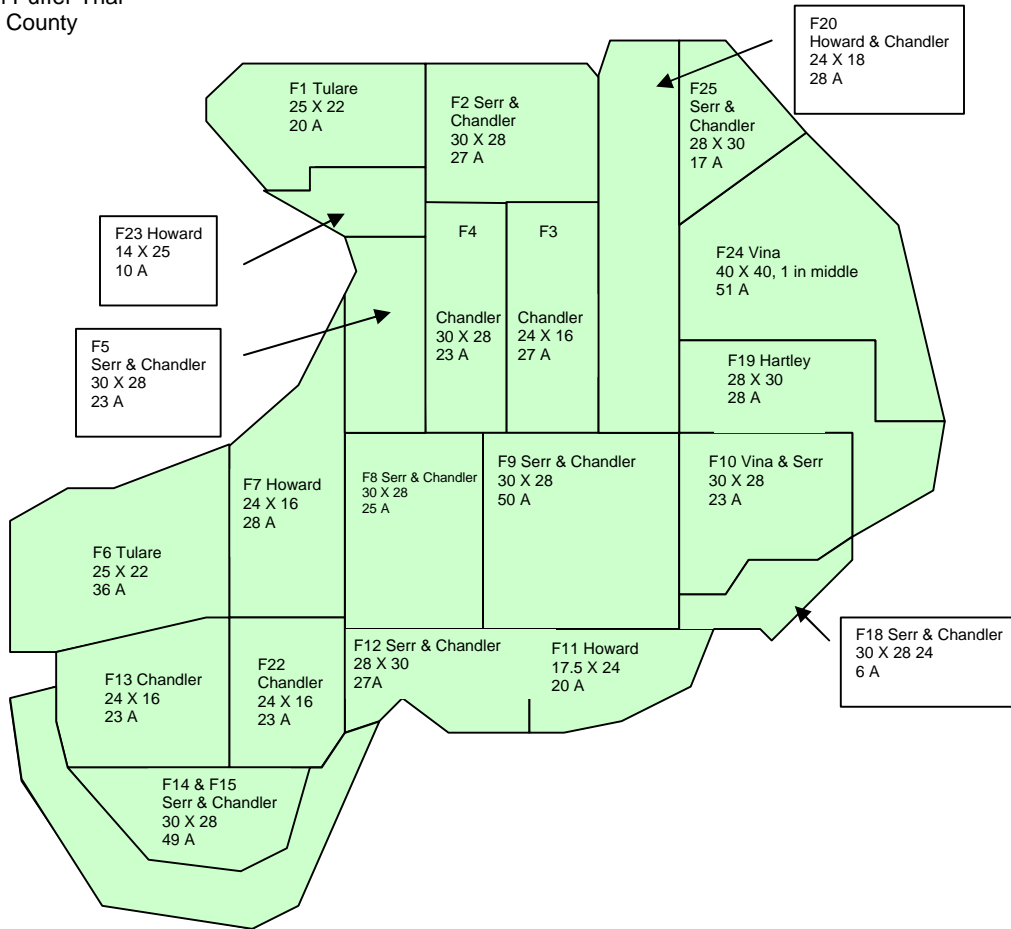 County
F20
Howard & Chandler
24 X 18
28 A
F1 Tulare
25 X 22
20 A
F2 Serr &
Chandler
30 X 28
27 A
F25
Serr &
Chandler
28 X 30
17 A
F23 Howard
14 X 25
10 A
F4
Chandler
30 X 28
23 A
F3
Chandler
24 X 16
27 A
F24 Vina
40 X 40, 1 in middle
51 A
F5
Serr & Chandler
30 X 28
23 A
F19 Hartley
28 X 30
28 A
F7 Howard
24 X 16
28 A
F8 Serr & Chandler
30 X 28
25 A
F9 Serr & Chandler
30 X 28
50 A
F10 Vina & Serr
30 X 28
23 A
F6 Tulare
25 X 22
36 A
F18 Serr & Chandler
30 X 28 24
6 A
F12 Serr & Chandler
28 X 30
27A
F11 Howard
17.5 X 24
20 A
F13 Chandler
24 X 16
23 A
F22
Chandler
24 X 16
23 A
F14 & F15
Serr & Chandler
30 X 28
49 A